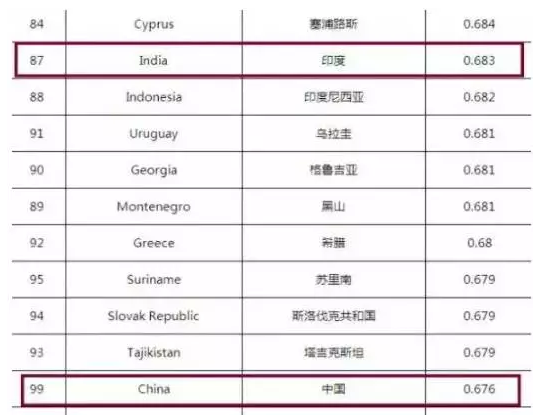 84 Cyprus 塞浦路斯 0.684
87 India 印度 0.683
88 Indonesia 印度尼西亚 0.682
91 Uruguay 乌拉圭 0.681
90 Georgia 格鲁吉亚 0.681
89 Montenegro 黑山 0.681
92 Greece 希腊 0.68
95 Suriname 苏里南 0.679
94 Slovak Republic 斯洛伐克共和国 0.679
93 Tajikistan 塔吉克斯坦 0.679
99 China 中国 0.676